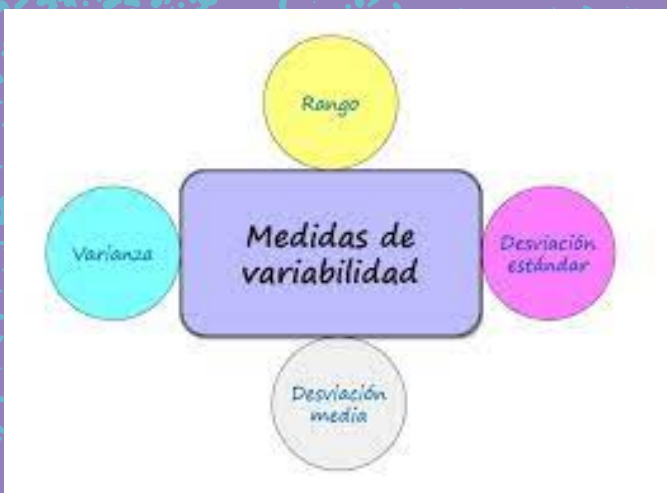 Rango
Varianza
Medidas de
variabilidad
Desviación
estándar
Desviación
media